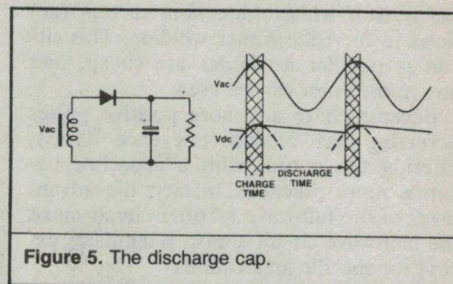 Vac
Vac
Vdc
CHARGE
TIME
DISCHARGE
TIME
Figure 5. The discharge cap.